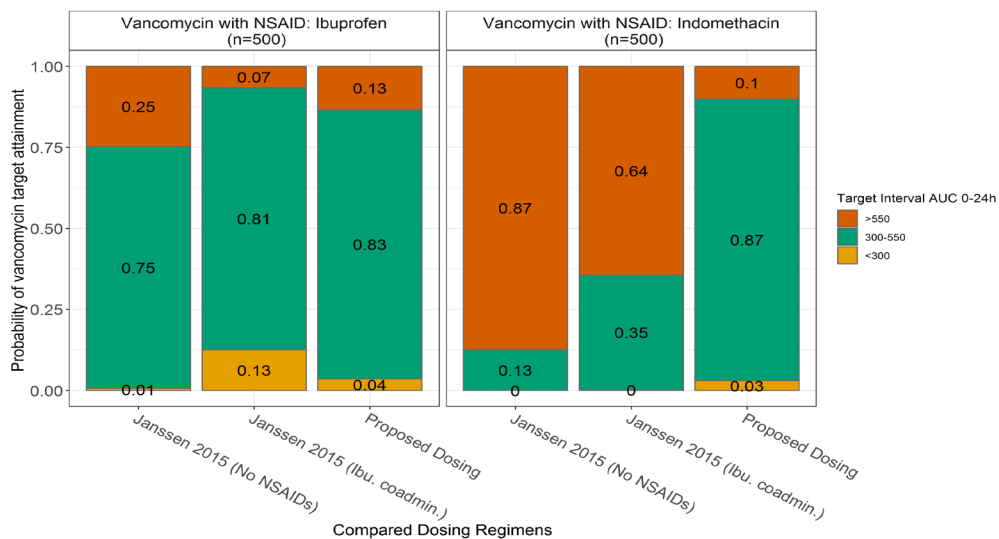 Vancomycin with NSAID: Ibuprofen
(n=500)
Vancomycin with NSAID: Indomethacin
(n=500)
Probability of vancomycin target attainment
1.00
0.75
0.50
0.25
0.00
0.25
0.75
0.01
0.07
0.81
0.13
0.13
0.83
0.04
0.87
0.13
0
0.64
0.35
0
0.1
0.87
0.03
Janssen 2015 (No NSAIDs)
Janssen 2015 (Ibu. coadmin.)
Proposed Dosing
Janssen 2015 (No NSAIDs)
Janssen 2015 (Ibu. coadmin.)
Proposed Dosing
Compared Dosing Regimens
Target Interval AUC 0-24h
>550
300-550
<300